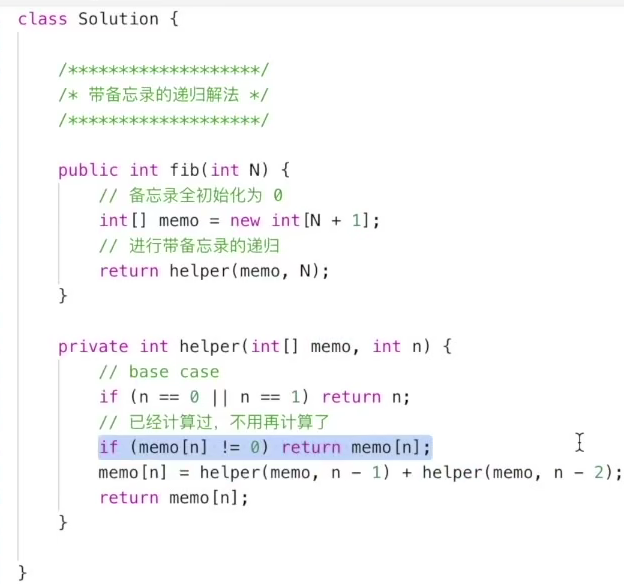 class Solution {
/*******************/
/* 带备忘录的递归解法 */
/*******************/
public int fib(int N) {
// 备忘录全初始化为 0
int[] memo = new int[N + 1];
// 进行带备忘录的递归
return helper(memo, N);
}
private int helper(int[] memo, int n) {
// base case
if (n == 0 || n == 1) return n;
// 已经计算过，不用再计算了
if (memo[n] != 0) return memo[n];
memo[n] = helper(memo, n - 1) + helper(memo, n - 2);
return memo[n];
}
}